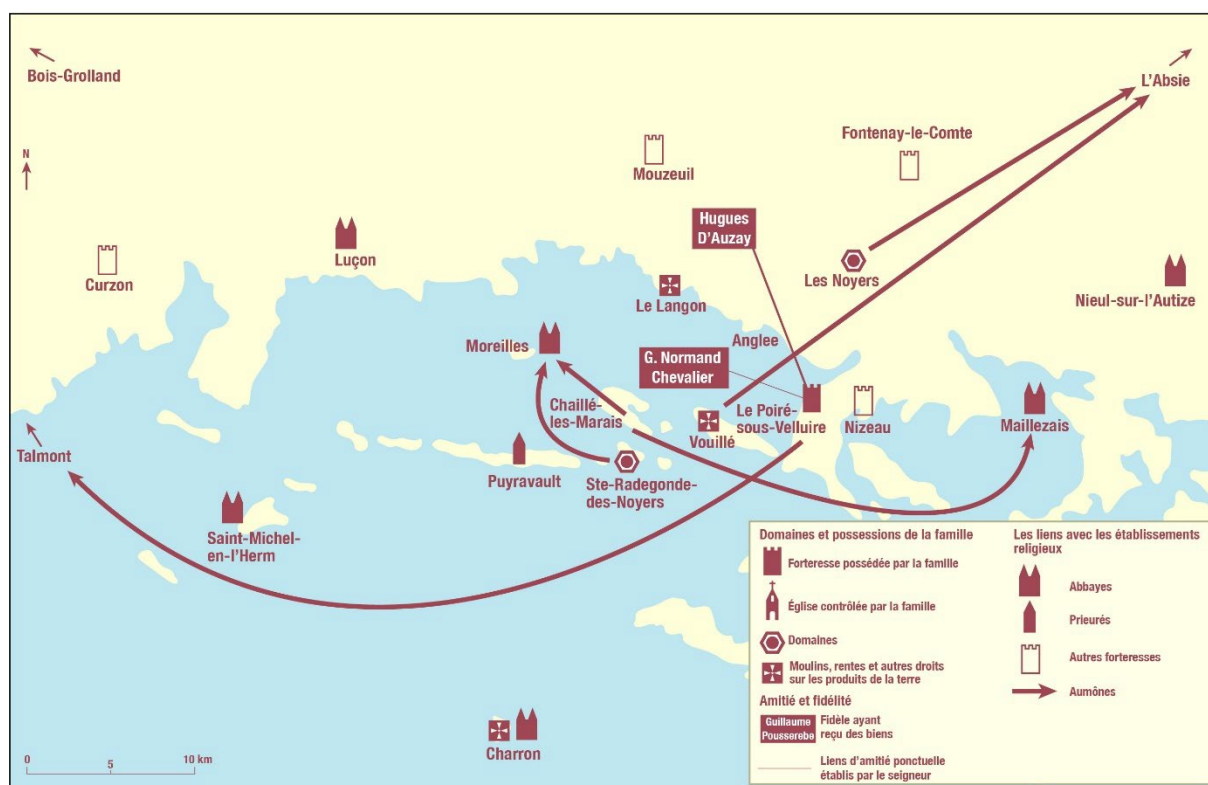 Bois-Grolland
L'Absie
N
Fontenay-le-Comte
Mouzeuil
Hugues
D'Auzay
Luçon
Curzon
Les Noyers
Nieul-sur-l'Autize
Le Langon
Moreilles
Anglee
G. Normand
Chevalier
Chaillé-
les-Marais
Vouillé
Le Poiré-
sous-Velluire
Nizeau
Maillezais
Talmont
Puyravault
Ste-Radegonde-
des-Noyers
Saint-Michel-
en-l'Herm
Charron
0
5
10 km
Domaines et possessions de la famille
Forteresse possédée par la famille
Église contrôlée par la famille
Domaines
Moulins, rentes et autres droits
sur les produits de la terre
Amitié et fidélité
Guillaume
Pousserebe
Fidèle ayant
reçu des biens
Liens d'amitié ponctuelle
établis par le seigneur
Les liens avec les établissements
religieux
Abbayes
Prieurés
Autres forteresses
Aumônes